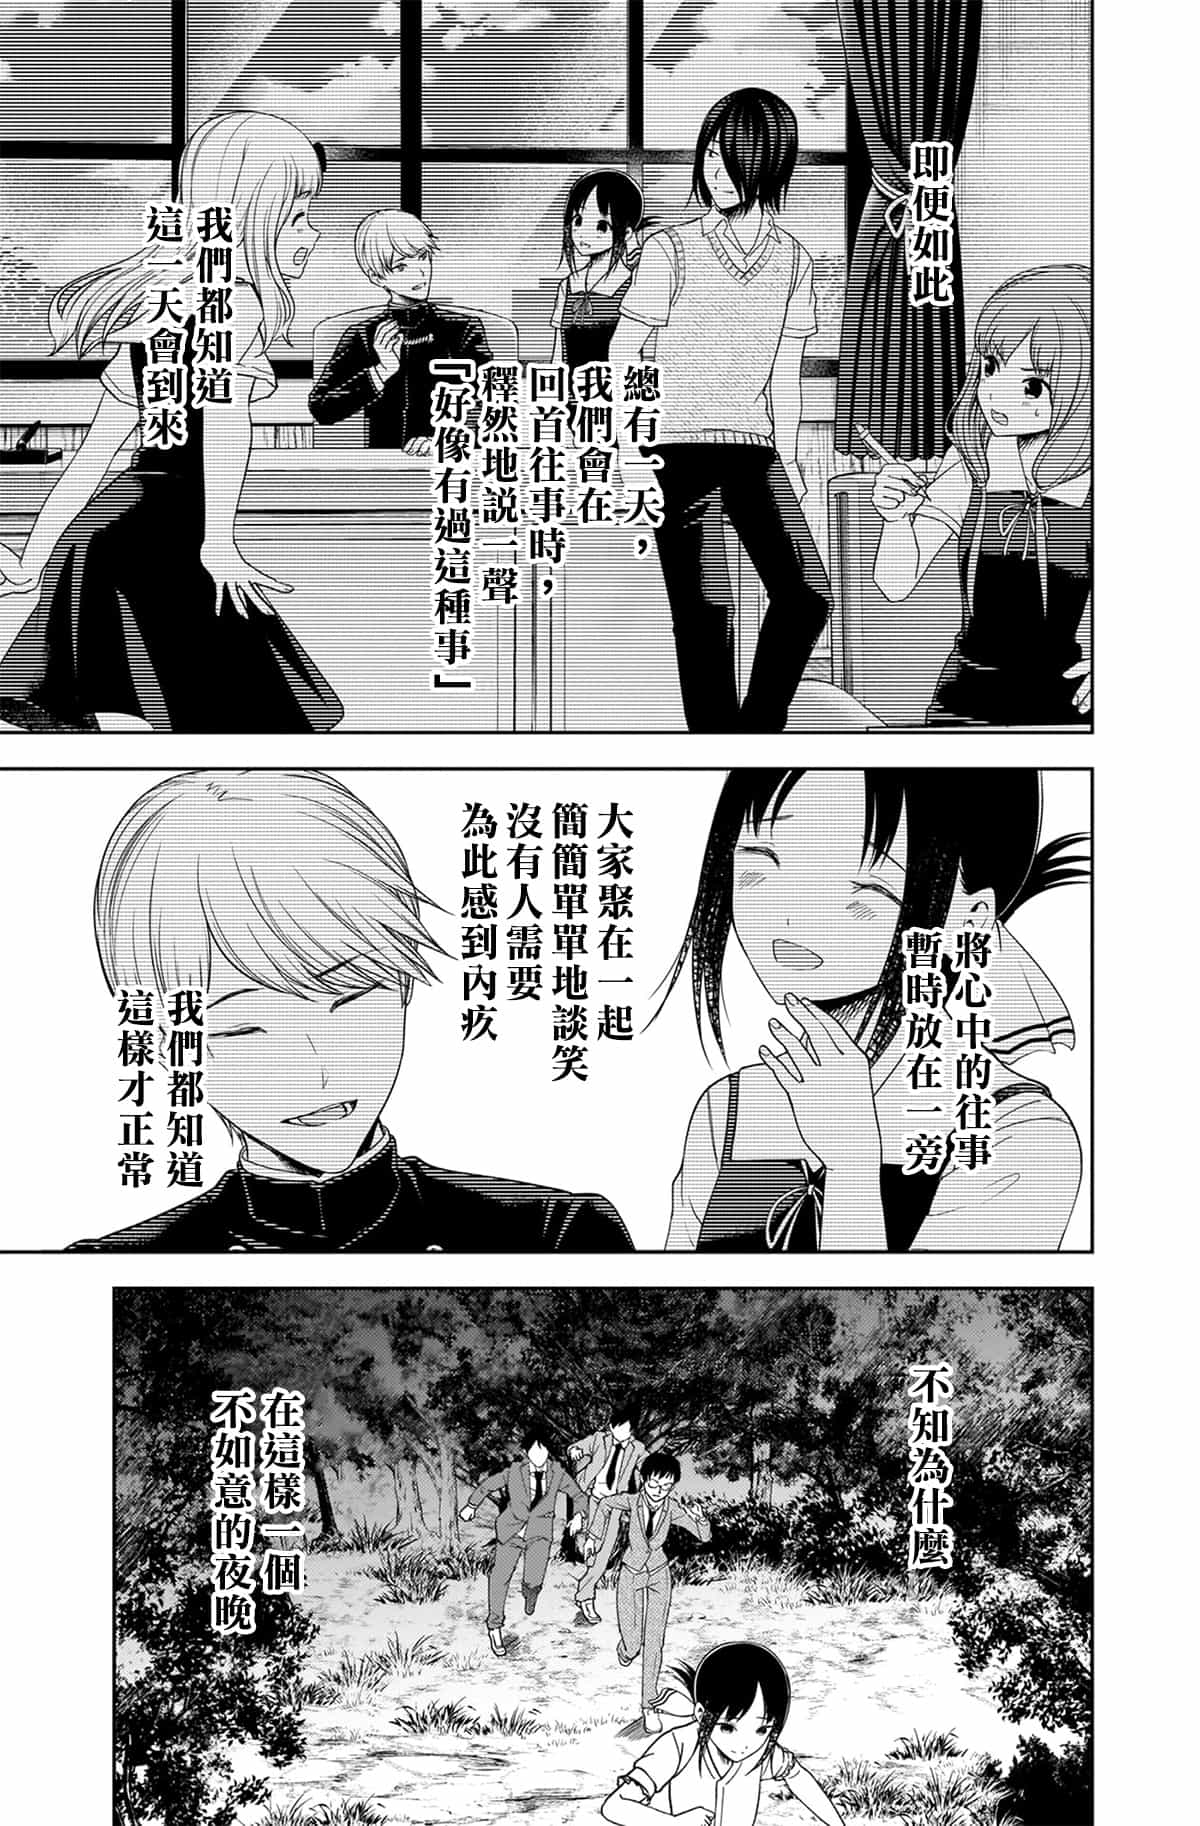 即便如此
總有一天，
我們會在
回首往事時，
釋然地説一聲
「好像有過這種事」
我們都知道
這一天會到來
將心中的往事
暫時放在一旁
大家聚在一起
簡簡單單地談笑
沒有人需要
為此感到內疚
我們都知道
這樣才正常
不知為什麼
在這樣一個
不如意的夜晚